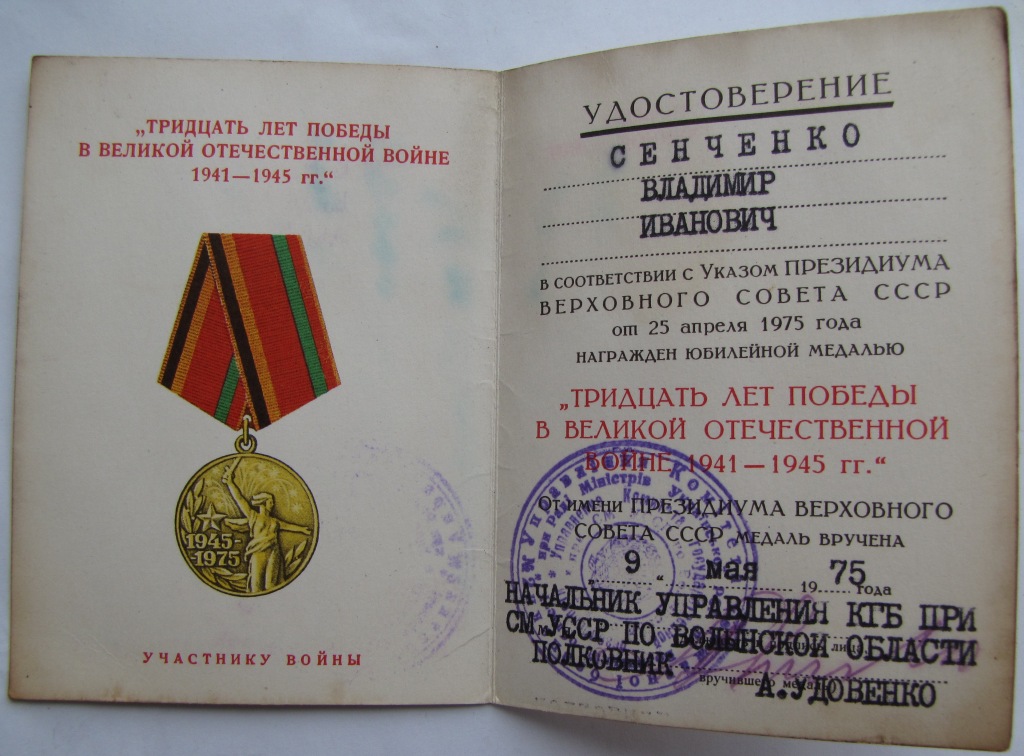 „ТРИДЦАТЬ ЛЕТ ПОБЕДЫ
В ВЕЛИКОЙ ОТЕЧЕСТВЕННОЙ ВОЙНЕ
1941—1945 гг.“
1945-
1975
УЧАСТНИКУ ВОЙНЫ
УДОСТОВЕРЕНИЕ
СЕНЧЕНКО
ВЛАДИМИР
ИВАНОВИЧ
В СООТВЕТСТВИИ С УКАЗОМ ПРЕЗИДИУМА
ВЕРХОВНОГО СОВЕТА СССР
от 25 апреля 1975 года
НАГРАЖДЕН ЮБИЛЕЙНОЙ МЕДАЛЬЮ
„ТРИДЦАТЬ ЛЕТ ПОБЕДЫ
В ВЕЛИКОЙ ОТЕЧЕСТВЕННОЙ
ВОЙНЕ 1941—1945 гг.“
ОТ ИМЕНИ ПРЕЗИДИУМА ВЕРХОВНОГО
СОВЕТА СССР МЕДАЛЬ ВРУЧЕНА
„ 9 “ мая 1975 года
НАЧАЛЬНИК УПРАВЛЕНИЯ КГБ ПРИ
СМ УССР ПО ВОЛЫНСКОЙ ОБЛАСТИ
лица,
ПОЛКОВНИК
вручившего
А.УДОВЕНКО